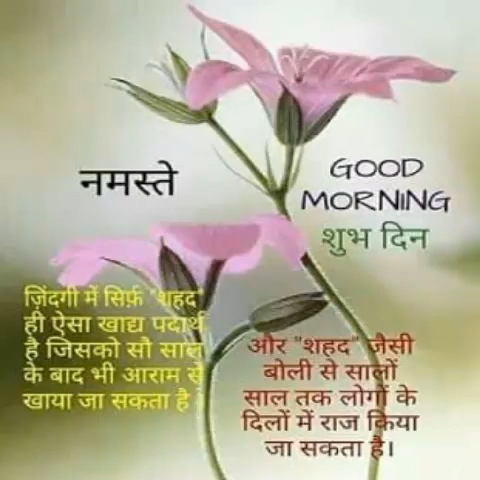 नमस्ते
GOOD
MORNING
शुभ दिन
ज़िंदगी में सिर्फ़ "शहद"
ही ऐसा खाद्य पदार्थ
है जिसको सौ साल
के बाद भी आराम से
खाया जा सकता है
और "शहद" जैसी
बोली से सालों
साल तक लोगों के
दिलों में राज किया
जा सकता है।